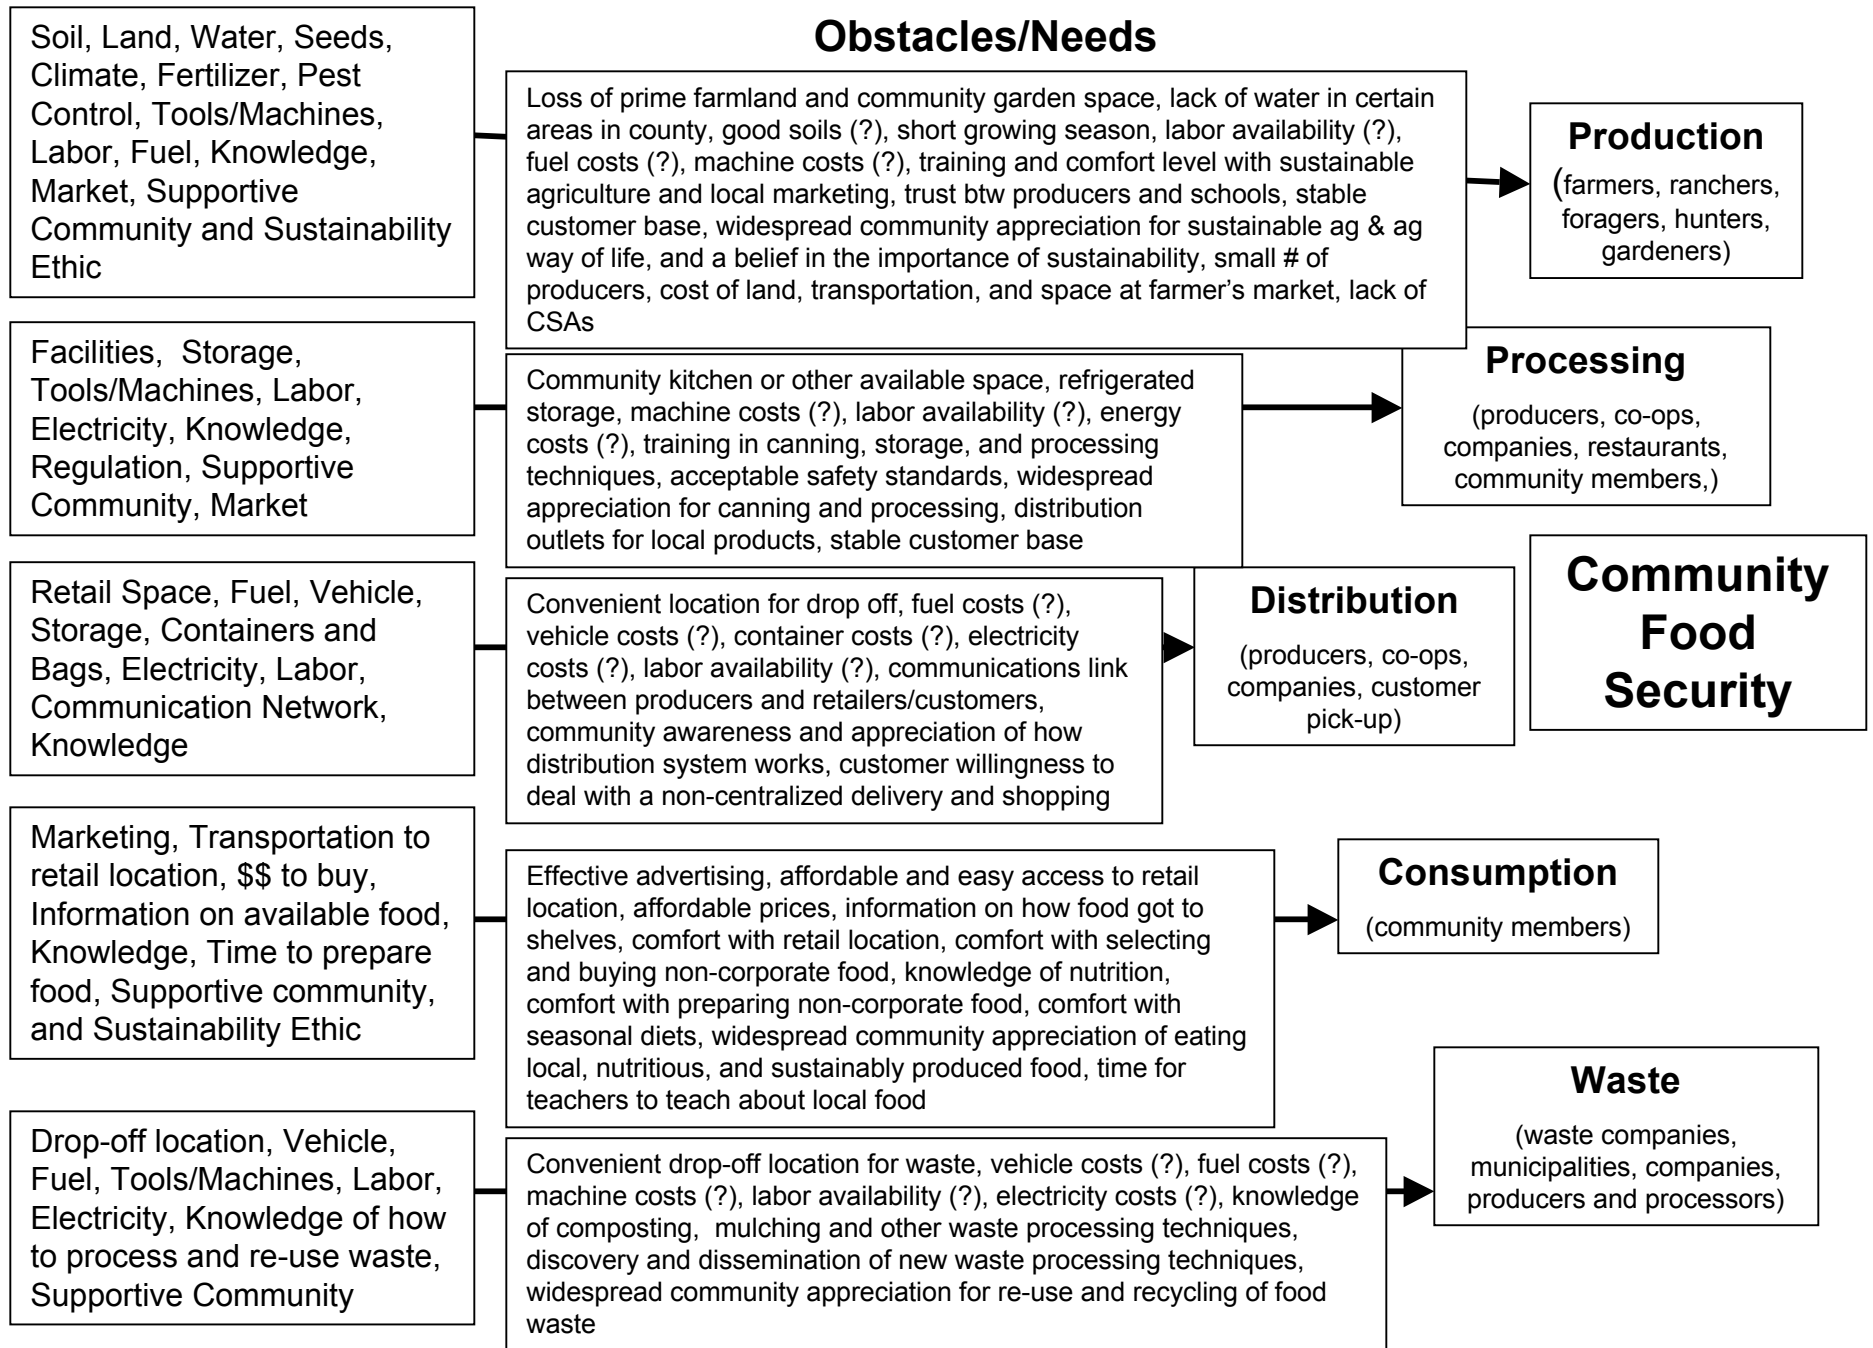 Obstacles/Needs
Soil, Land, Water, Seeds,
Climate, Fertilizer, Pest
Control, Tools/Machines,
Labor, Fuel, Knowledge,
Market, Supportive
Community and Sustainability
Ethic
Loss of prime farmland and community garden space, lack of water in certain
areas in county, good soils (?), short growing season, labor availability (?),
fuel costs (?), machine costs (?), training and comfort level with sustainable
agriculture and local marketing, trust btw producers and schools, stable
customer base, widespread community appreciation for sustainable ag & ag
way of life, and a belief in the importance of sustainability, small # of
producers, cost of land, transportation, and space at farmer’s market, lack of
CSAs
Production
(farmers, ranchers,
foragers, hunters,
gardeners)
Facilities,  Storage,
Tools/Machines, Labor,
Electricity, Knowledge,
Regulation, Supportive
Community, Market
Community kitchen or other available space, refrigerated
storage, machine costs (?), labor availability (?), energy
costs (?), training in canning, storage, and processing
techniques, acceptable safety standards, widespread
appreciation for canning and processing, distribution
outlets for local products, stable customer base
Processing
(producers, co-ops,
companies, restaurants,
community members,)
Retail Space, Fuel, Vehicle,
Storage, Containers and
Bags, Electricity, Labor,
Communication Network,
Knowledge
Convenient location for drop off, fuel costs (?),
vehicle costs (?), container costs (?), electricity
costs (?), labor availability (?), communications link
between producers and retailers/customers,
community awareness and appreciation of how
distribution system works, customer willingness to
deal with a non-centralized delivery and shopping
Distribution
(producers, co-ops,
companies, customer
pick-up)
Community
Food
Security
Marketing, Transportation to
retail location, $$ to buy,
Information on available food,
Knowledge, Time to prepare
food, Supportive community,
and Sustainability Ethic
Effective advertising, affordable and easy access to retail
location, affordable prices, information on how food got to
shelves, comfort with retail location, comfort with selecting
and buying non-corporate food, knowledge of nutrition,
comfort with preparing non-corporate food, comfort with
seasonal diets, widespread community appreciation of eating
local, nutritious, and sustainably produced food, time for
teachers to teach about local food
Consumption
(community members)
Drop-off location, Vehicle,
Fuel, Tools/Machines, Labor,
Electricity, Knowledge of how
to process and re-use waste,
Supportive Community
Convenient drop-off location for waste, vehicle costs (?), fuel costs (?),
machine costs (?), labor availability (?), electricity costs (?), knowledge
of composting,  mulching and other waste processing techniques,
discovery and dissemination of new waste processing techniques,
widespread community appreciation for re-use and recycling of food
waste
Waste
(waste companies,
municipalities, companies,
producers and processors)